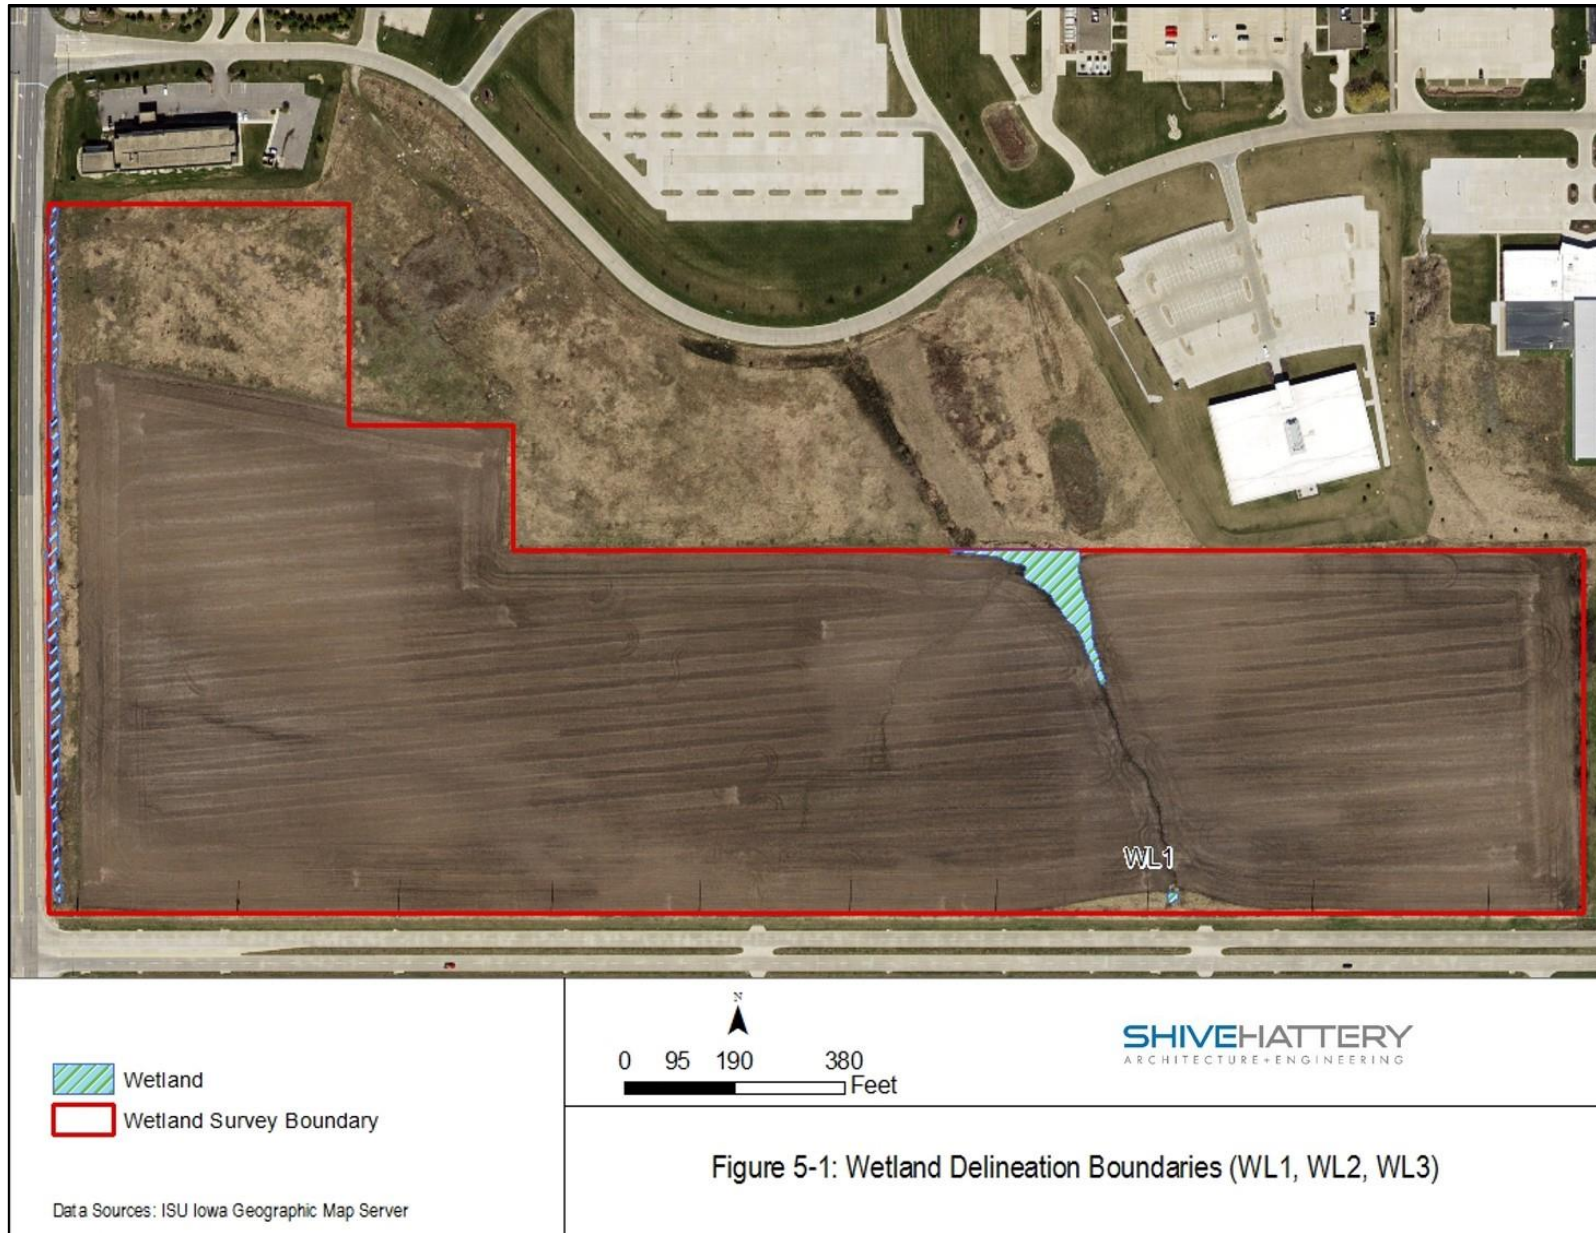 WL1
Wetland
Wetland Survey Boundary
Data Sources: ISU Iowa Geographic Map Server
N
0 95 190 380
Feet
SHIVEHATTERY
ARCHITECTURE+ENGINEERING
Figure 5-1: Wetland Delineation Boundaries (WL1, WL2, WL3)